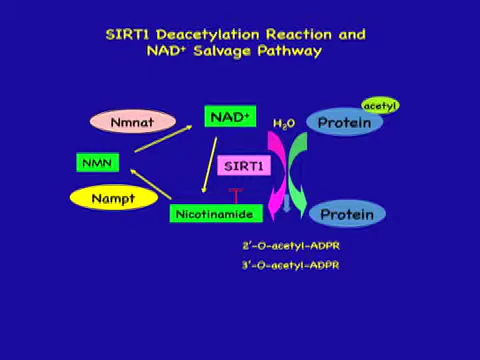 SIRT1 Deacetylation Reaction and
NAD⁺ Salvage Pathway
acetyl
Nmnat
NAD⁺
H₂O
Protein
NMN
SIRT1
Nampt
Nicotinamide
Protein
2′-O-acetyl-ADPR
3′-O-acetyl-ADPR